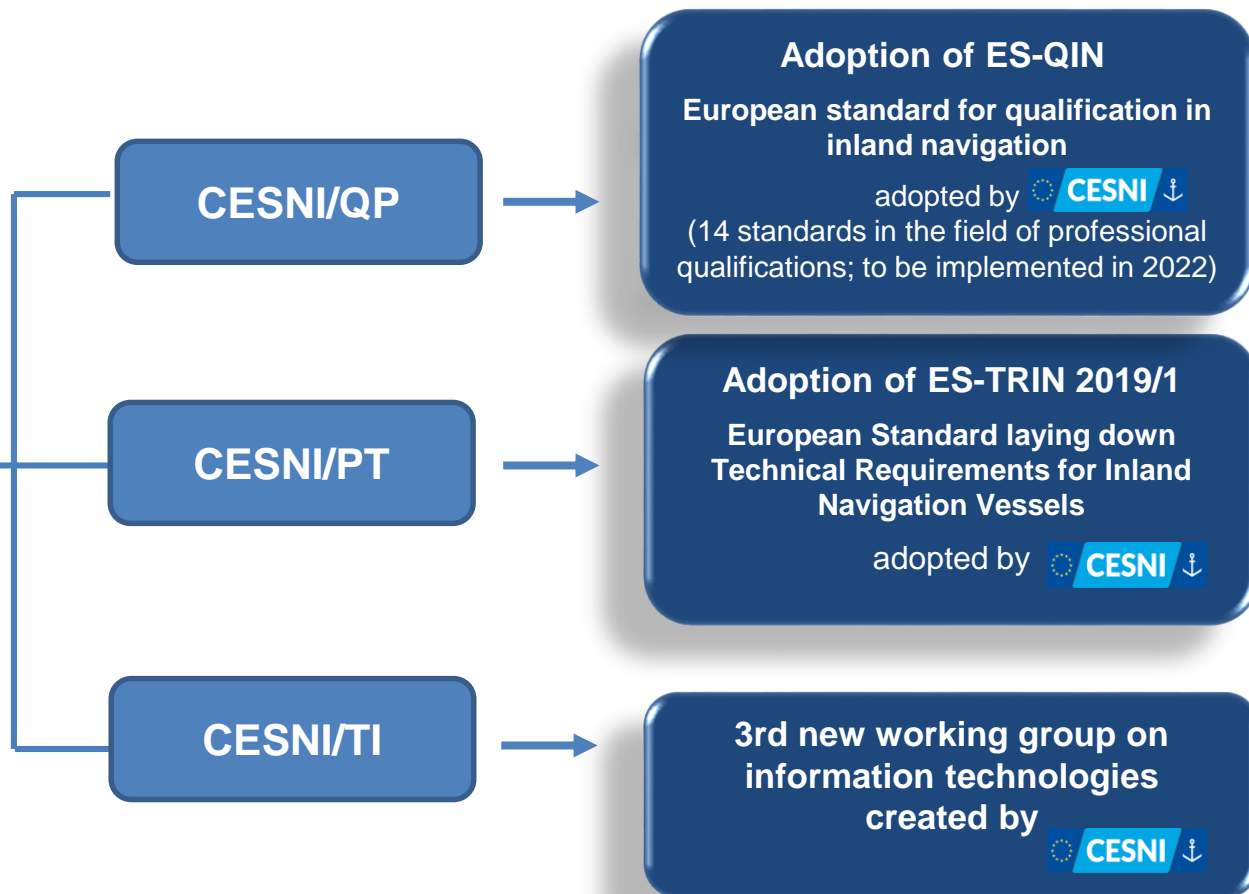 CESNI/QP
Adoption of ES-QIN
European standard for qualification in
inland navigation
adopted by CESNI
(14 standards in the field of professional
qualifications; to be implemented in 2022)
CESNI/PT
Adoption of ES-TRIN 2019/1
European Standard laying down
Technical Requirements for Inland
Navigation Vessels
adopted by CESNI
CESNI/TI
3rd new working group on
information technologies
created by
CESNI